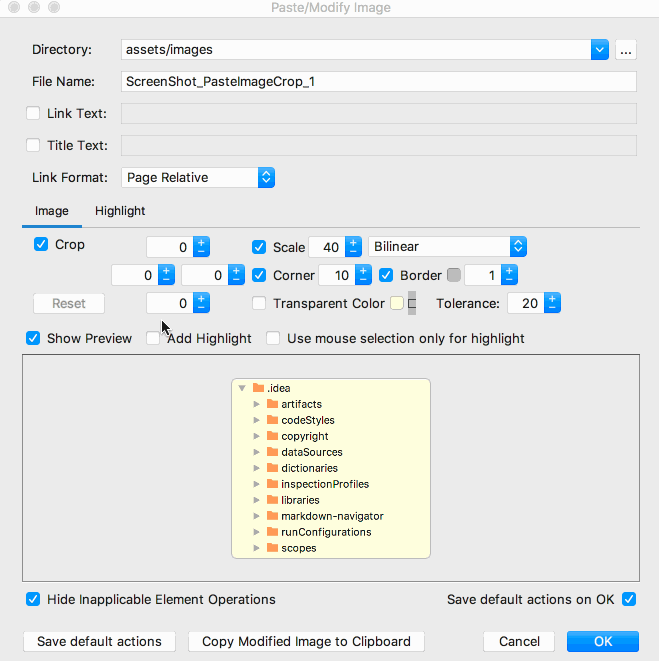 Paste/Modify Image
Directory: assets/images ...
File Name: ScreenShot_PasteImageCrop_1
Link Text:
Title Text:
Link Format: Page Relative
Image Highlight
Crop 0 + − Scale 40 + − Bilinear
0 + − 0 + − Corner 10 + − Border 1 + −
Reset 0 + − Transparent Color Tolerance: 20 + −
Show Preview Add Highlight Use mouse selection only for highlight
.idea
artifacts
codeStyles
copyright
dataSources
dictionaries
inspectionProfiles
libraries
markdown-navigator
runConfigurations
scopes
Hide Inapplicable Element Operations Save default actions on OK
Save default actions Copy Modified Image to Clipboard Cancel OK